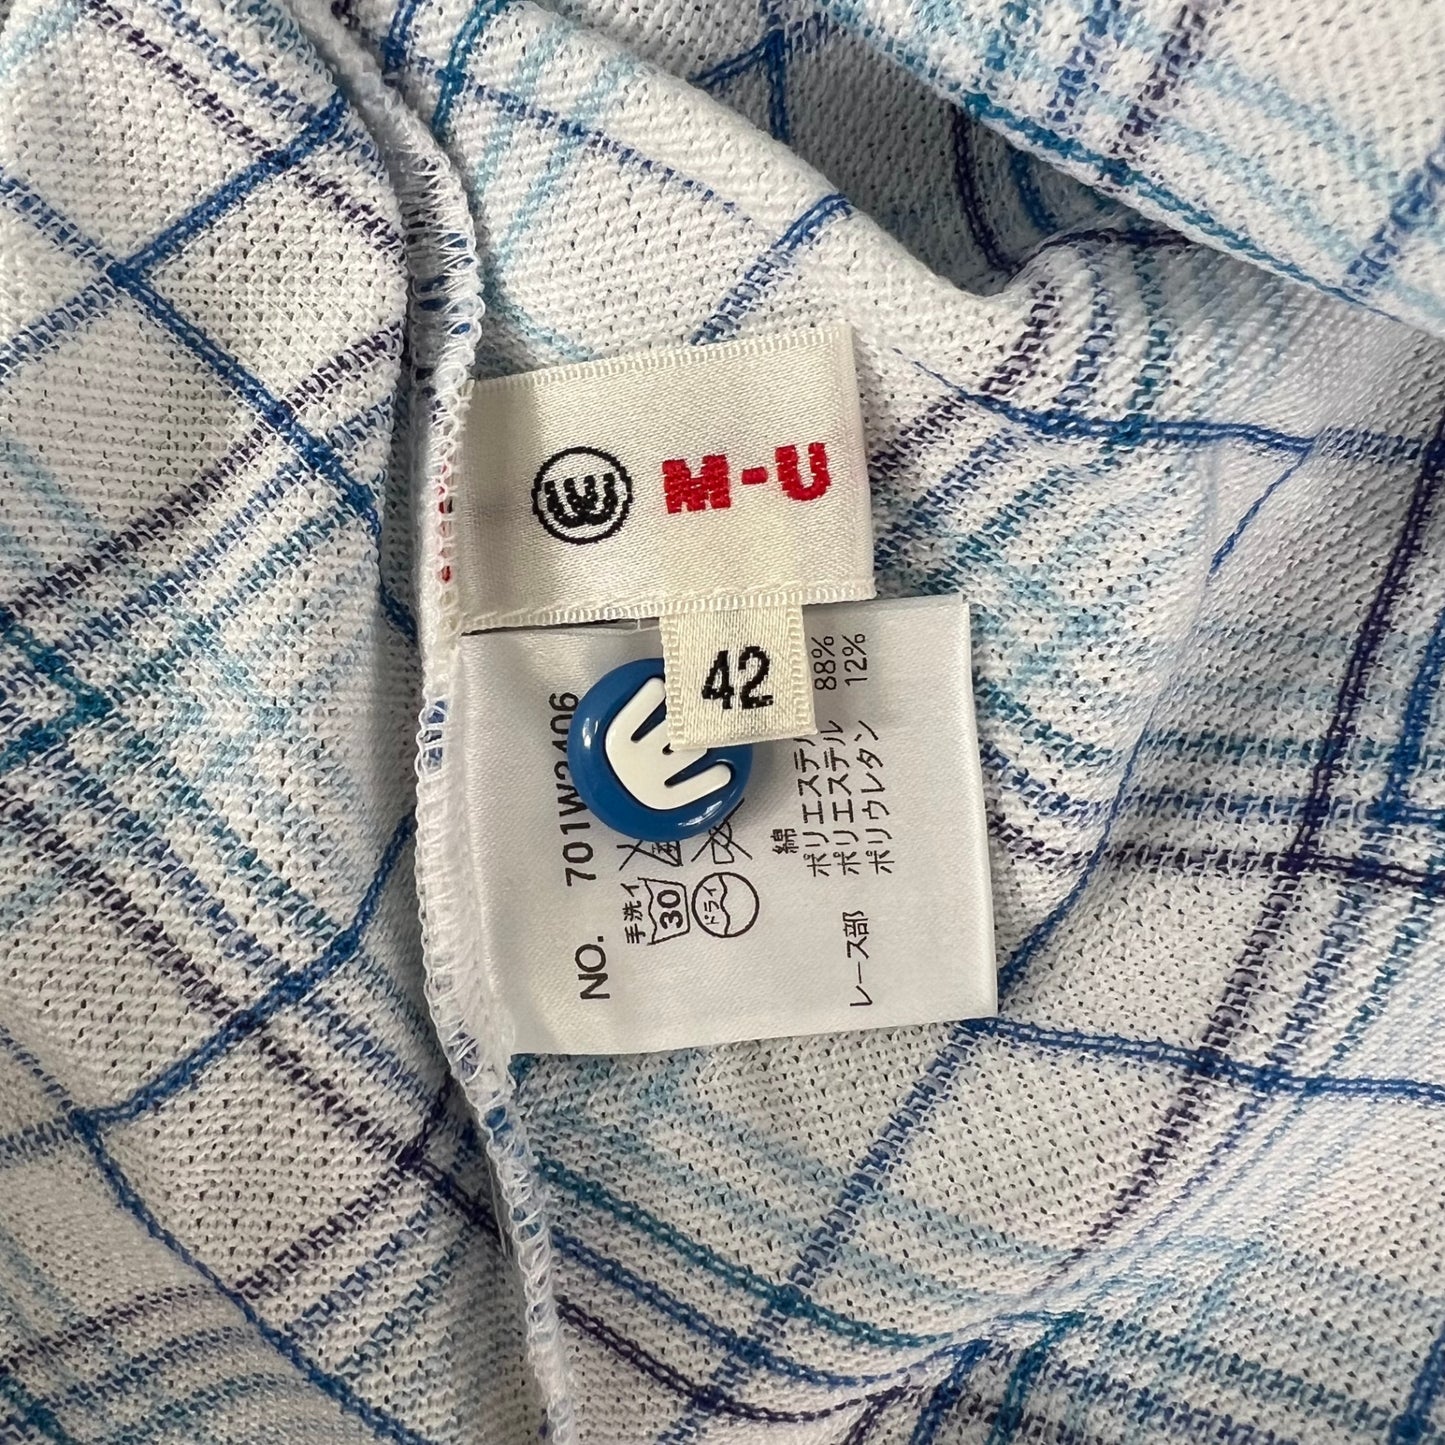 M-U
42
NO. 701W2406
手洗イ
30
ドライ
綿
ポリエステル
レース部 ポリエステル 88%
ポリウレタン 12%